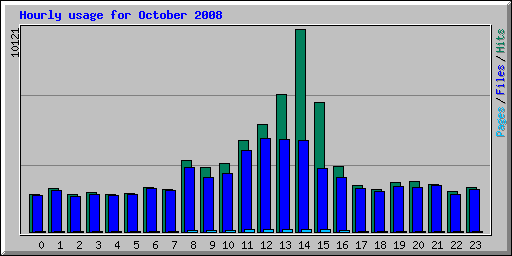 Hourly usage for October 2008
10121
Pages / Files / Hits
0 1 2 3 4 5 6 7 8 9 10 11 12 13 14 15 16 17 18 19 20 21 22 23